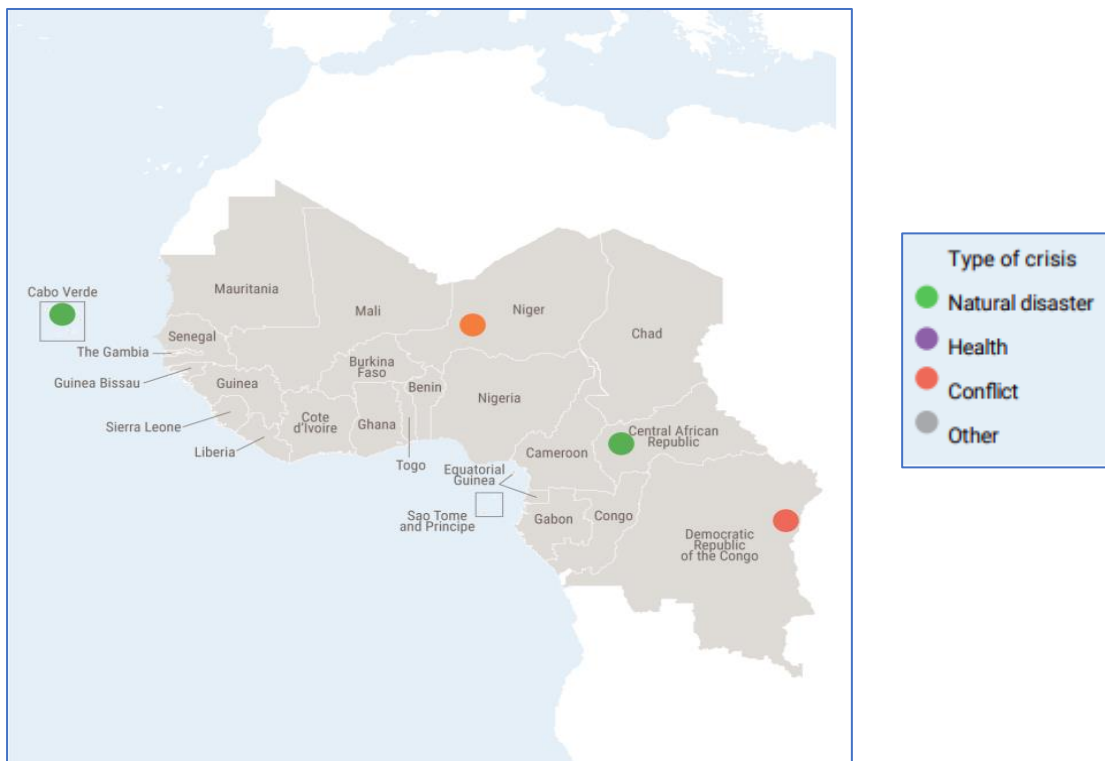 Mauritania
Mali
Niger
Chad
Cabo Verde
Senegal
The Gambia
Guinea Bissau
Guinea
Sierra Leone
Liberia
Cote
d'Ivoire
Burkina
Faso
Ghana
Benin
Togo
Nigeria
Cameroon
Central African
Republic
Equatorial
Guinea
Sao Tome
and Principe
Gabon
Congo
Democratic
Republic
of the Congo
Type of crisis
Natural disaster
Health
Conflict
Other